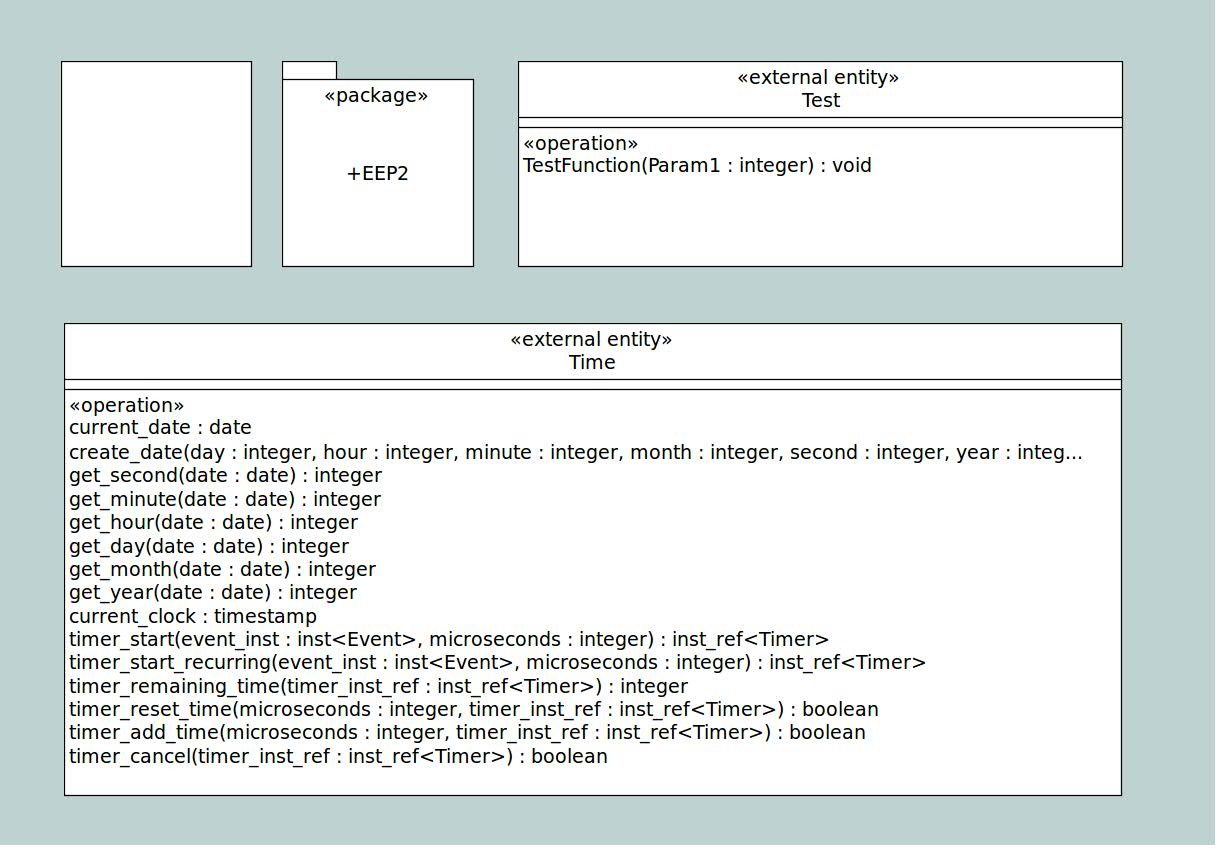 «package»
+EEP2
«external entity»
Test
«operation»
TestFunction(Param1 : integer) : void
«external entity»
Time
«operation»
current_date : date
create_date(day : integer, hour : integer, minute : integer, month : integer, second : integer, year : integ...
get_second(date : date) : integer
get_minute(date : date) : integer
get_hour(date : date) : integer
get_day(date : date) : integer
get_month(date : date) : integer
get_year(date : date) : integer
current_clock : timestamp
timer_start(event_inst : inst<Event>, microseconds : integer) : inst_ref<Timer>
timer_start_recurring(event_inst : inst<Event>, microseconds : integer) : inst_ref<Timer>
timer_remaining_time(timer_inst_ref : inst_ref<Timer>) : integer
timer_reset_time(microseconds : integer, timer_inst_ref : inst_ref<Timer>) : boolean
timer_add_time(microseconds : integer, timer_inst_ref : inst_ref<Timer>) : boolean
timer_cancel(timer_inst_ref : inst_ref<Timer>) : boolean